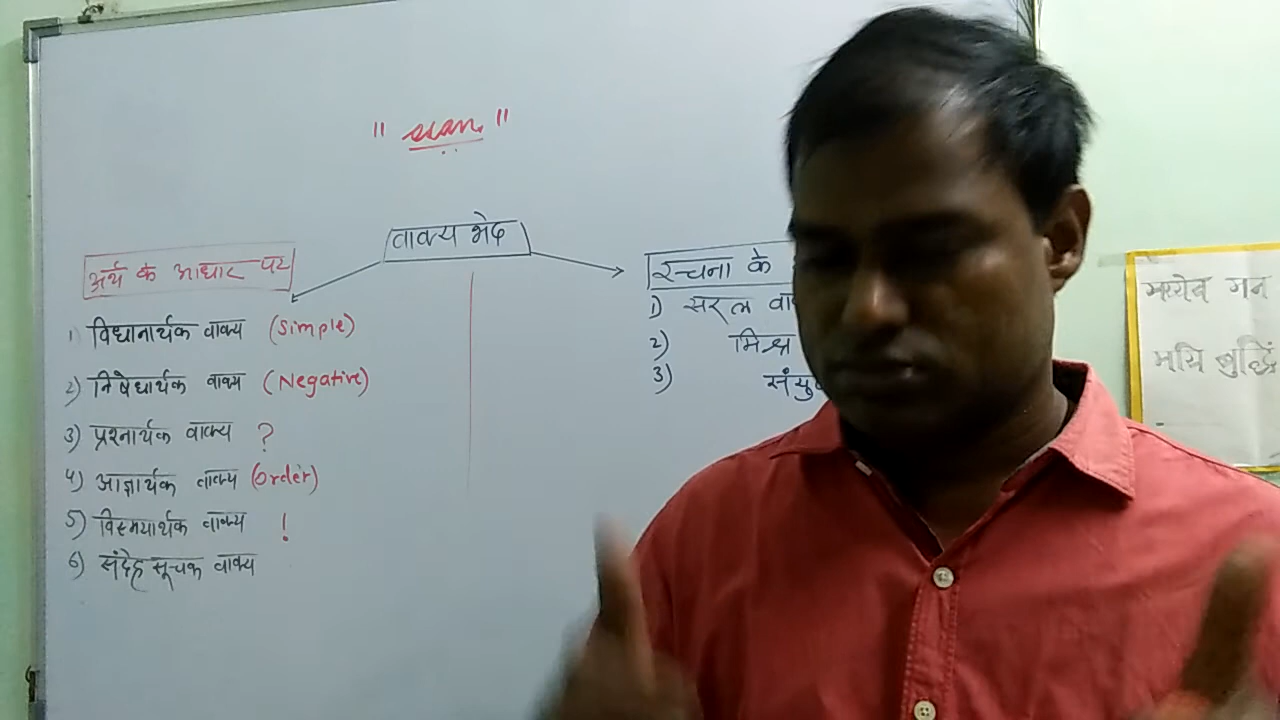 वाक्य भेद
अर्थ के आधार पर
1) विधानार्थक वाक्य (Simple)
2) निषेधार्थक वाक्य (Negative)
3) प्रश्नार्थक वाक्य ?
4) आज्ञार्थक वाक्य (Order)
5) विस्मयार्थक वाक्य !
6) संदेह सूचक वाक्य
रचना के
1) सरल
2) मिश्र
3)